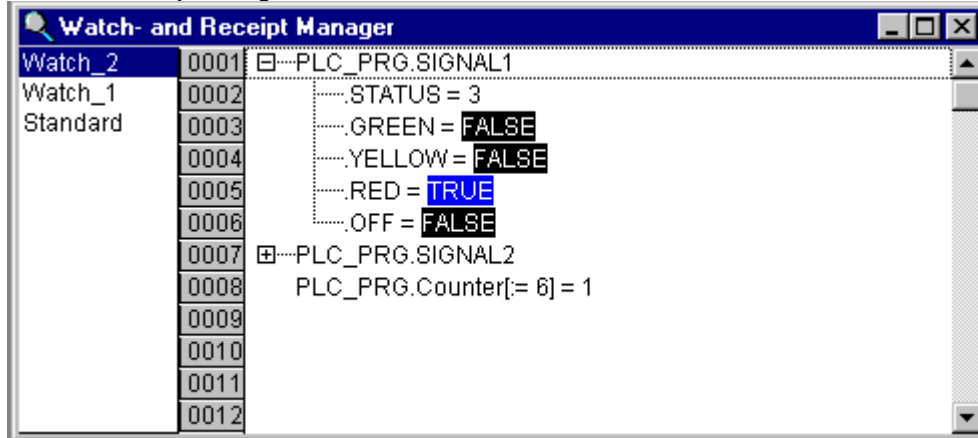 Watch- and Receipt Manager
Watch_2
Watch_1
Standard
0001 PLC_PRG.SIGNAL1
0002 .STATUS = 3
0003 .GREEN = FALSE
0004 .YELLOW = FALSE
0005 .RED = TRUE
0006 .OFF = FALSE
0007 PLC_PRG.SIGNAL2
0008 PLC_PRG.Counter[:= 6] = 1
0009
0010
0011
0012